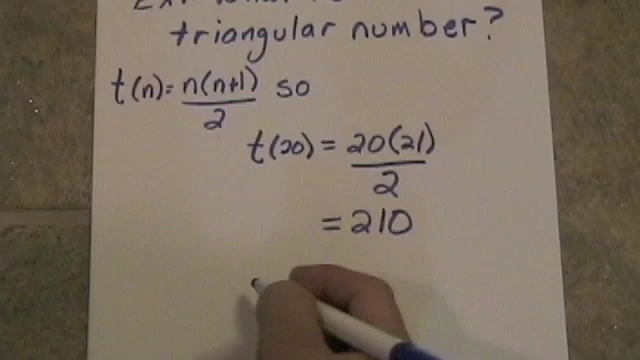 triangular number?
t(n) = n(n+1)/2 so
t(20) = 20(21)/2
= 210